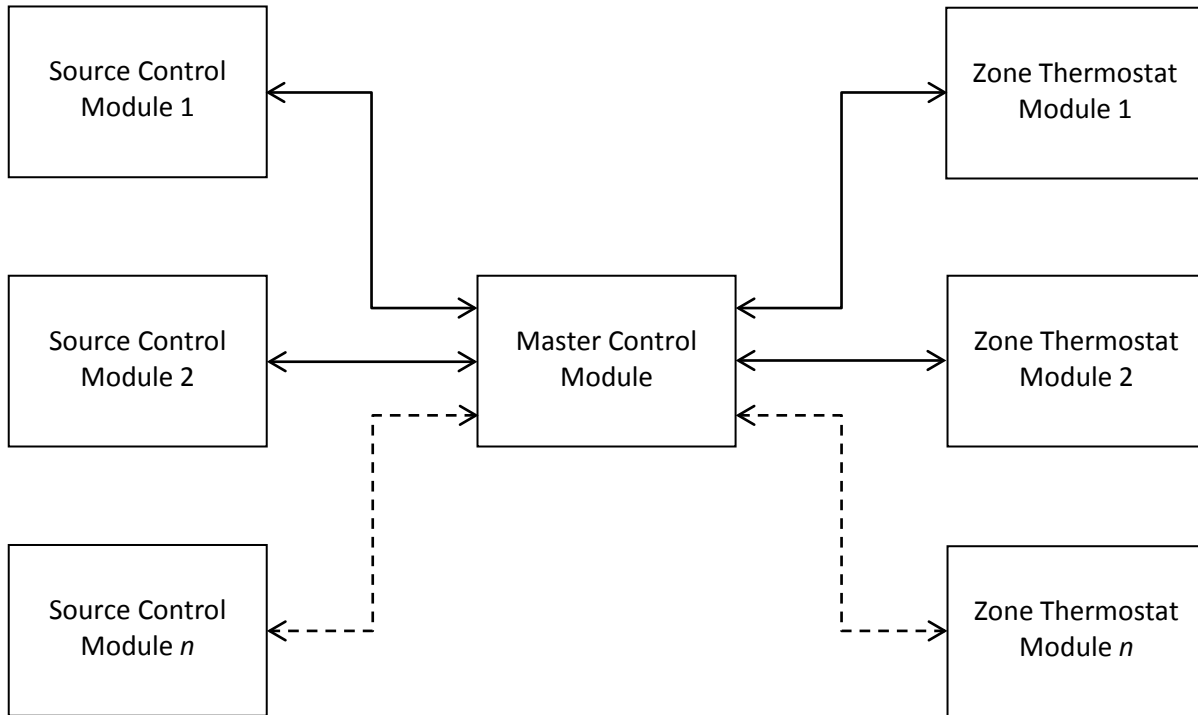 Source Control
Module 1
Zone Thermostat
Module 1
Source Control
Module 2
Master Control
Module
Zone Thermostat
Module 2
Source Control
Module n
Zone Thermostat
Module n